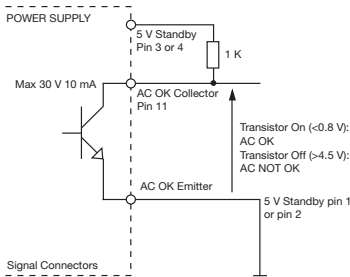 POWER SUPPLY
5 V Standby
Pin 3 or 4
1 K
Max 30 V 10 mA
AC OK Collector
Pin 11
Transistor On (<0.8 V):
AC OK
Transistor Off (>4.5 V):
AC NOT OK
AC OK Emitter
5 V Standby pin 1
or pin 2
Signal Connectors